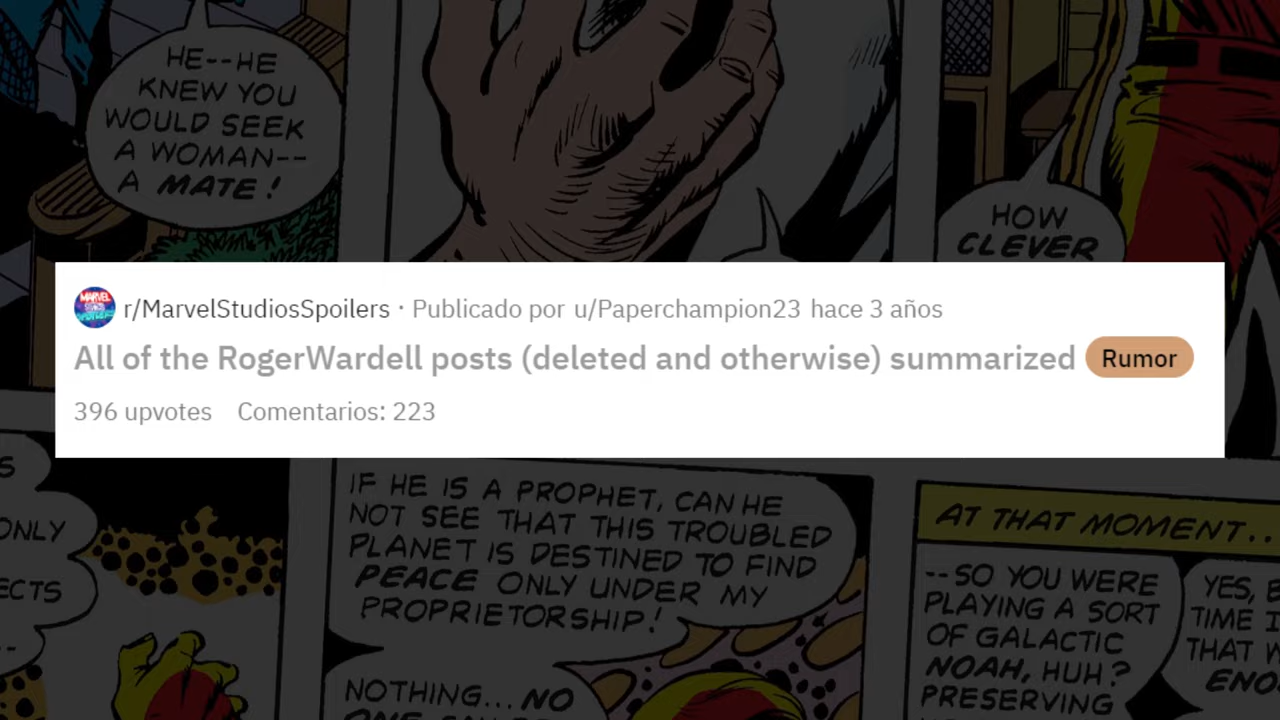 HE--HE
KNEW YOU
WOULD SEEK
A WOMAN--
A MATE!
HOW
CLEVER
r/MarvelStudiosSpoilers · Publicado por u/Paperchampion23 hace 3 años
All of the RogerWardell posts (deleted and otherwise) summarized Rumor
396 upvotes Comentarios: 223
IF HE IS A PROPHET, CAN HE
NOT SEE THAT THIS TROUBLED
PLANET IS DESTINED TO FIND
PEACE ONLY UNDER MY
PROPRIETORSHIP!
NOTHING... NO
AT THAT MOMENT...
--SO YOU WERE
PLAYING A SORT
OF GALACTIC
NOAH, HUH?
PRESERVING
YES,
TIME
THAT